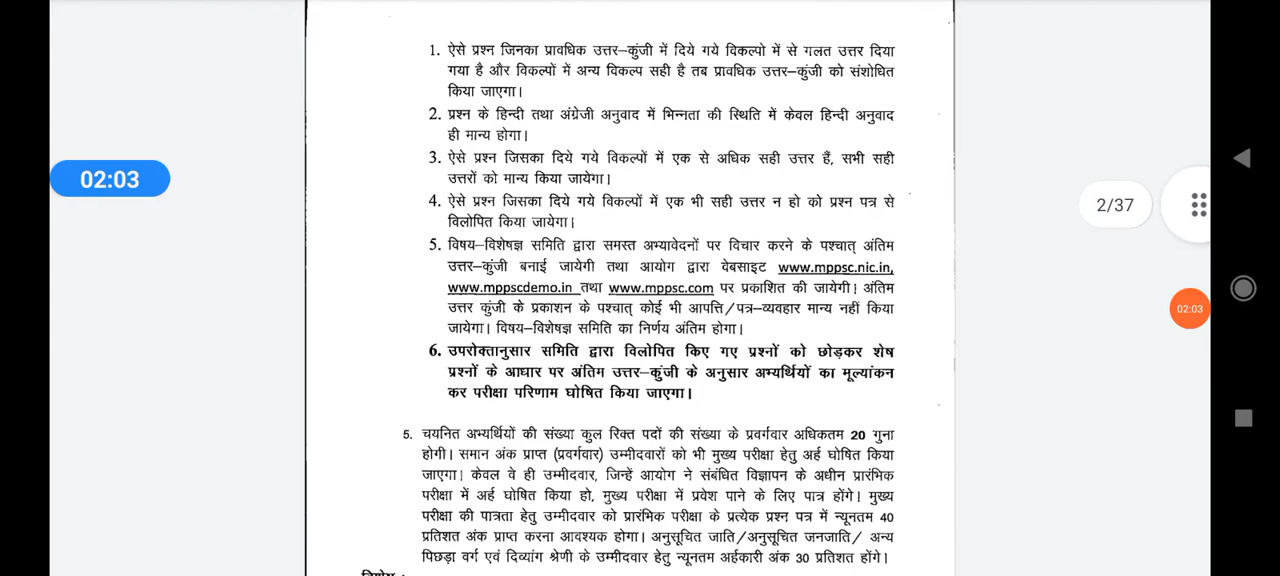 1. ऐसे प्रश्न जिनका प्रावधिक उत्तर–कुंजी में दिये गये विकल्पो में से गलत उत्तर दिया
गया है और विकल्पों में अन्य विकल्प सही है तब प्रावधिक उत्तर–कुंजी को संशोधित
किया जाएगा।
2. प्रश्न के हिन्दी तथा अंग्रेजी अनुवाद में भिन्नता की स्थिति में केवल हिन्दी अनुवाद
ही मान्य होगा।
02:03
3. ऐसे प्रश्न जिसका दिये गये विकल्पों में एक से अधिक सही उत्तर हैं, सभी सही
उत्तरों को मान्य किया जायेगा।
2/37
4. ऐसे प्रश्न जिसका दिये गये विकल्पों में एक भी सही उत्तर न हो को प्रश्न पत्र से
विलोपित किया जायेगा।
5. विषय–विशेषज्ञ समिति द्वारा समस्त अभ्यावेदनों पर विचार करने के पश्चात् अंतिम
उत्तर–कुंजी बनाई जायेगी तथा आयोग द्वारा वेबसाइट www.mppsc.nic.in,
www.mppscdemo.in तथा www.mppsc.com पर प्रकाशित की जायेगी। अंतिम
उत्तर कुंजी के प्रकाशन के पश्चात् कोई भी आपत्ति/पत्र–व्यवहार मान्य नहीं किया
02:03
जायेगा। विषय–विशेषज्ञ समिति का निर्णय अंतिम होगा।
6. उपरोक्तानुसार समिति द्वारा विलोपित किए गए प्रश्नों को छोड़कर शेष
प्रश्नों के आधार पर अंतिम उत्तर–कुंजी के अनुसार अभ्यर्थियों का मूल्यांकन
कर परीक्षा परिणाम घोषित किया जाएगा।
5. चयनित अभ्यर्थियों की संख्या कुल रिक्त पदों की संख्या के प्रवर्गवार अधिकतम 20 गुना
होगी। समान अंक प्राप्त (प्रवर्गवार) उम्मीदवारों को भी मुख्य परीक्षा हेतु अर्ह घोषित किया
जाएगा। केवल वे ही उम्मीदवार, जिन्हें आयोग ने संबंधित विज्ञापन के अधीन प्रारंभिक
परीक्षा में अर्ह घोषित किया हो, मुख्य परीक्षा में प्रवेश पाने के लिए पात्र होंगे। मुख्य
परीक्षा की पात्रता हेतु उम्मीदवार को प्रारंभिक परीक्षा के प्रत्येक प्रश्न पत्र में न्यूनतम 40
प्रतिशत अंक प्राप्त करना आवश्यक होगा। अनुसूचित जाति/अनुसूचित जनजाति/ अन्य
पिछड़ा वर्ग एवं दिव्यांग श्रेणी के उम्मीदवार हेतु न्यूनतम अर्हकारी अंक 30 प्रतिशत होंगे।